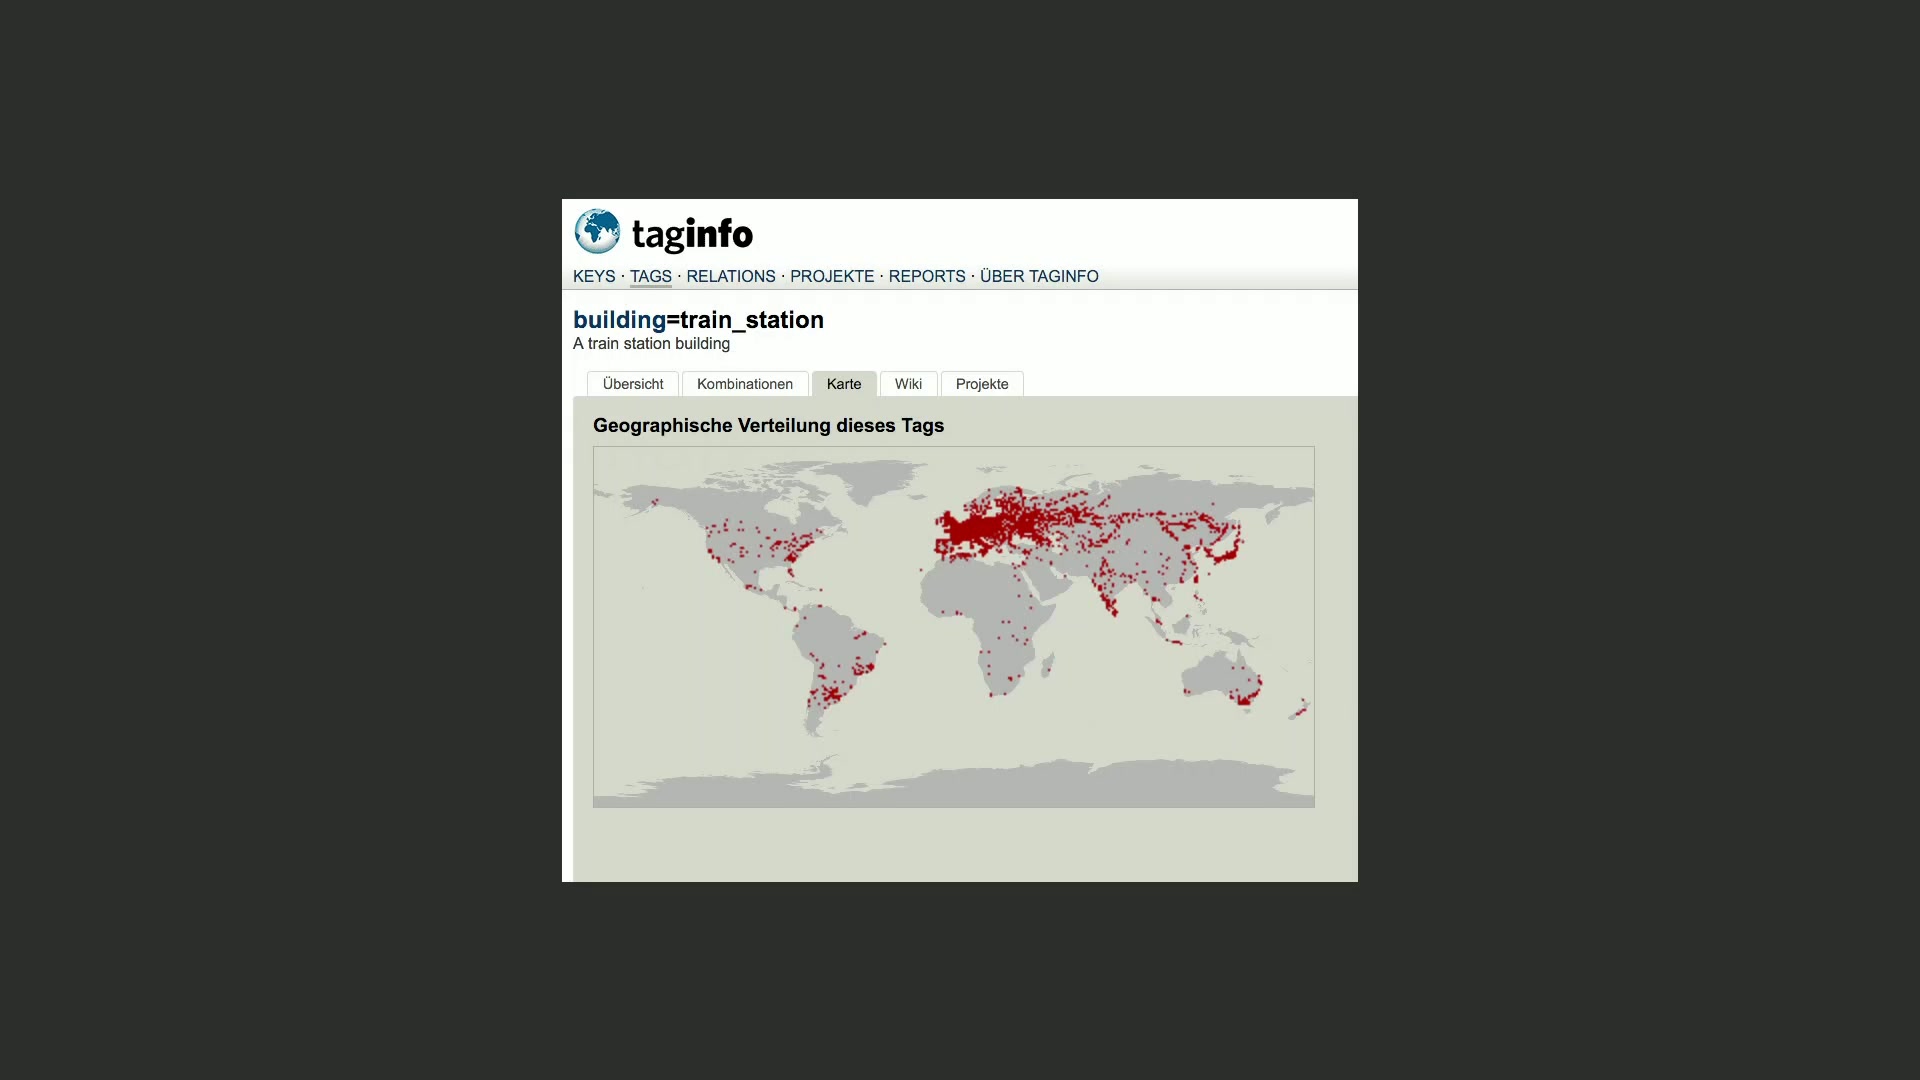 taginfo
KEYS · TAGS · RELATIONS · PROJEKTE · REPORTS · ÜBER TAGINFO
building=train_station
A train station building
Übersicht Kombinationen Karte Wiki Projekte
Geographische Verteilung dieses Tags